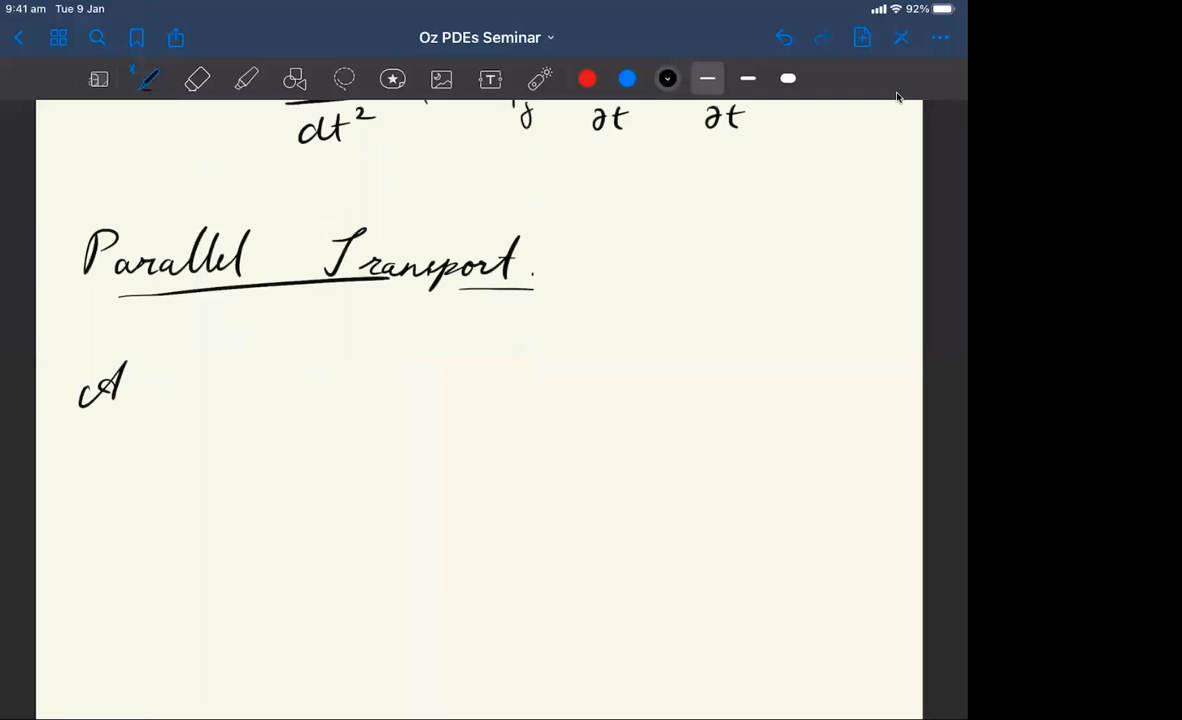 9:41 am Tue 9 Jan 92%
Oz PDEs Seminar
T
dt² ∂t ∂t
Parallel Transport.
A